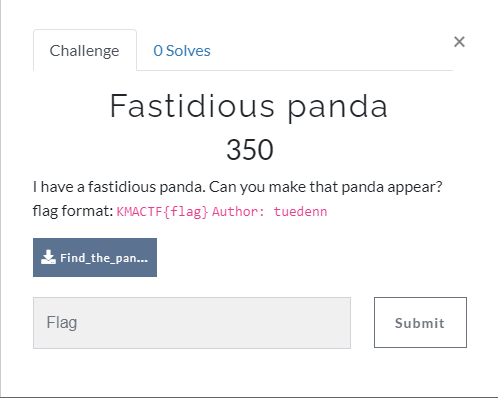 Challenge
0 Solves
×
Fastidious panda
350
I have a fastidious panda. Can you make that panda appear?
flag format: KMACTF{flag} Author: tuedenn
Find_the_pan...
Flag
Submit